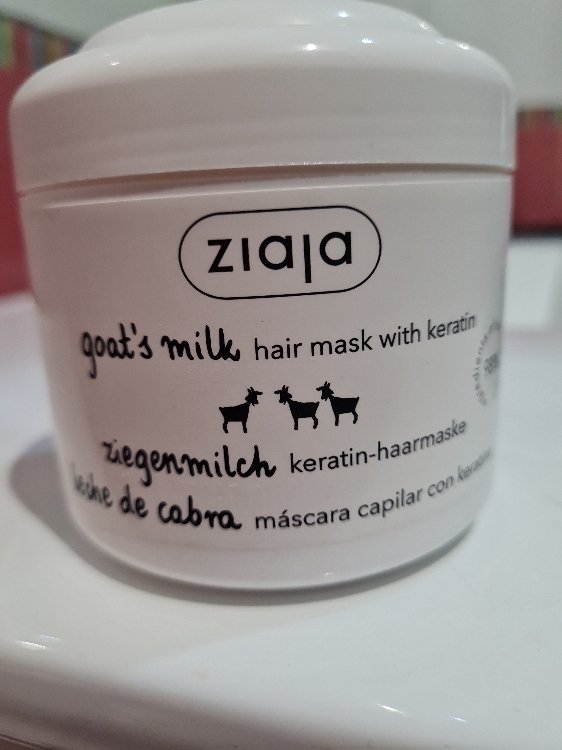 ziaja
goat's milk hair mask with keratin
ziegenmilch keratin-haarmaske
leche de cabra máscara capilar con